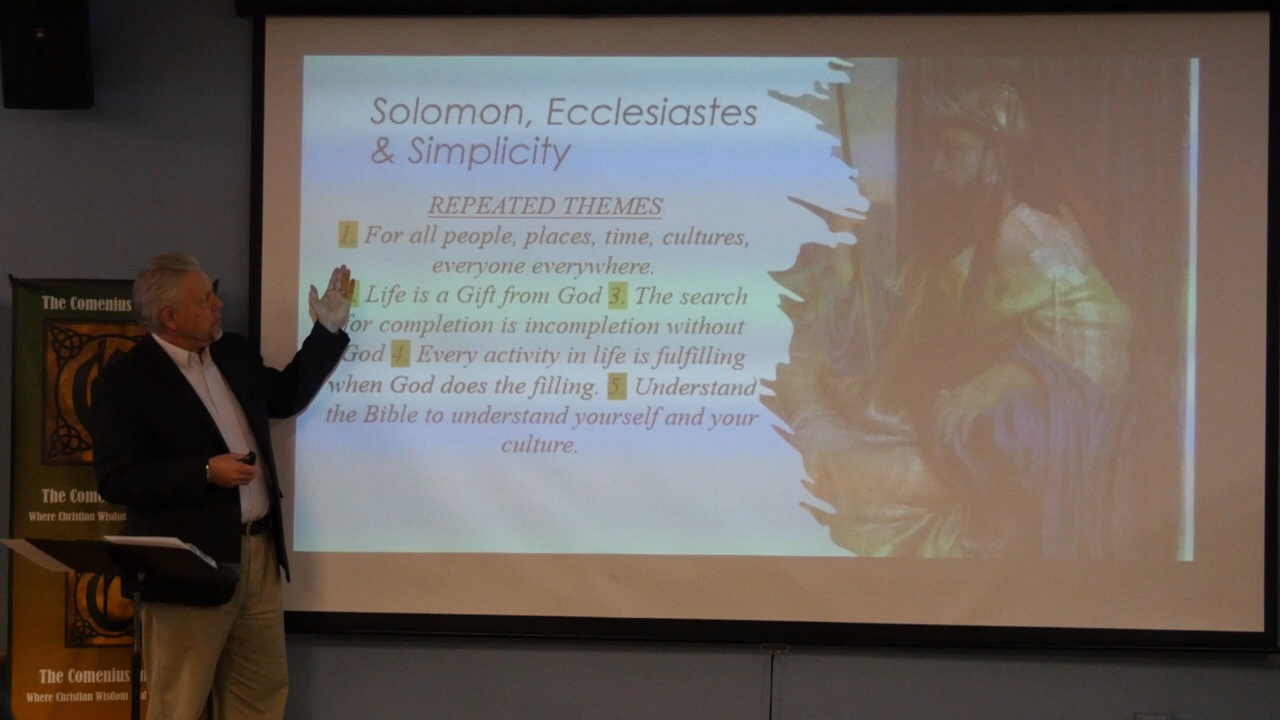 Solomon, Ecclesiastes
& Simplicity
REPEATED THEMES
1. For all people, places, time, cultures,
everyone everywhere.
Life is a Gift from God 3. The search
for completion is incompletion without
God 4. Every activity in life is fulfilling
when God does the filling. 5. Understand
the Bible to understand yourself and your
culture.
The Comenius
The
Where Christian
The Comenius
Where Christian Wisdom